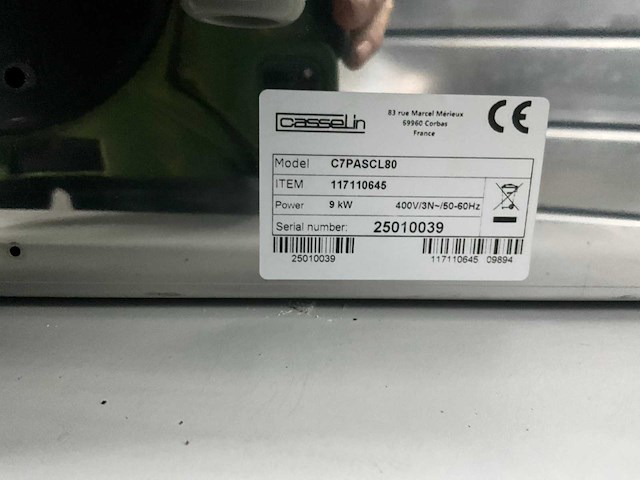 casselin
83 rue Marcel Mérieux
69960 Corbas
France
CE
Model C7PASCL80
ITEM 117110645
Power 9 kW 400V/3N~/50-60Hz
Serial number: 25010039
25010039 117110645 09894